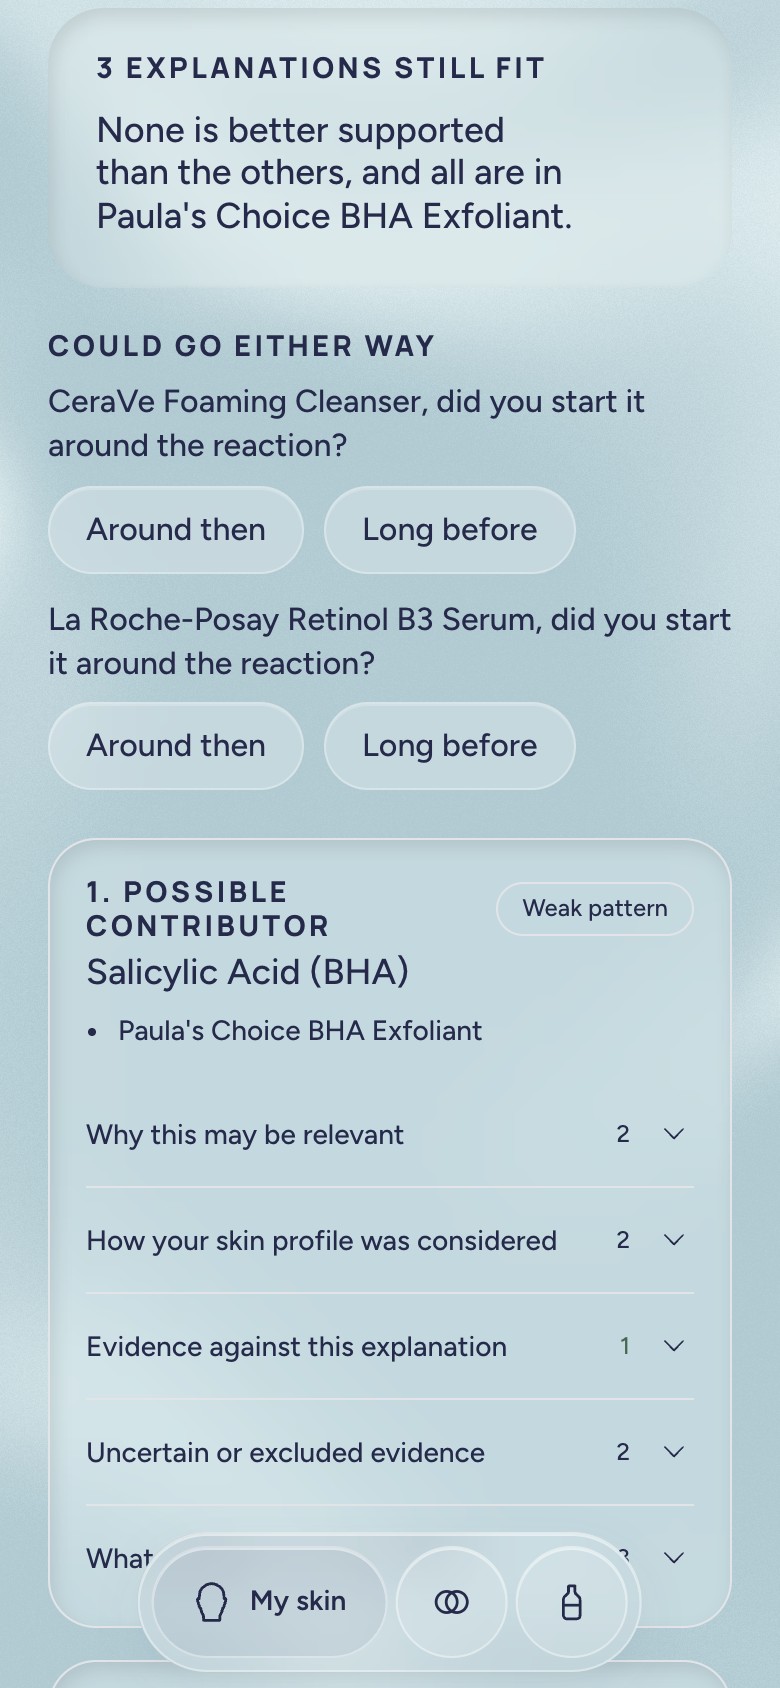 3 EXPLANATIONS STILL FIT
None is better supported
than the others, and all are in
Paula's Choice BHA Exfoliant.
COULD GO EITHER WAY
CeraVe Foaming Cleanser, did you start it
around the reaction?
Around then
Long before
La Roche-Posay Retinol B3 Serum, did you start
it around the reaction?
Around then
Long before
1. POSSIBLE
CONTRIBUTOR
Weak pattern
Salicylic Acid (BHA)
• Paula's Choice BHA Exfoliant
Why this may be relevant 2
How your skin profile was considered 2
Evidence against this explanation 1
Uncertain or excluded evidence 2
What
My skin